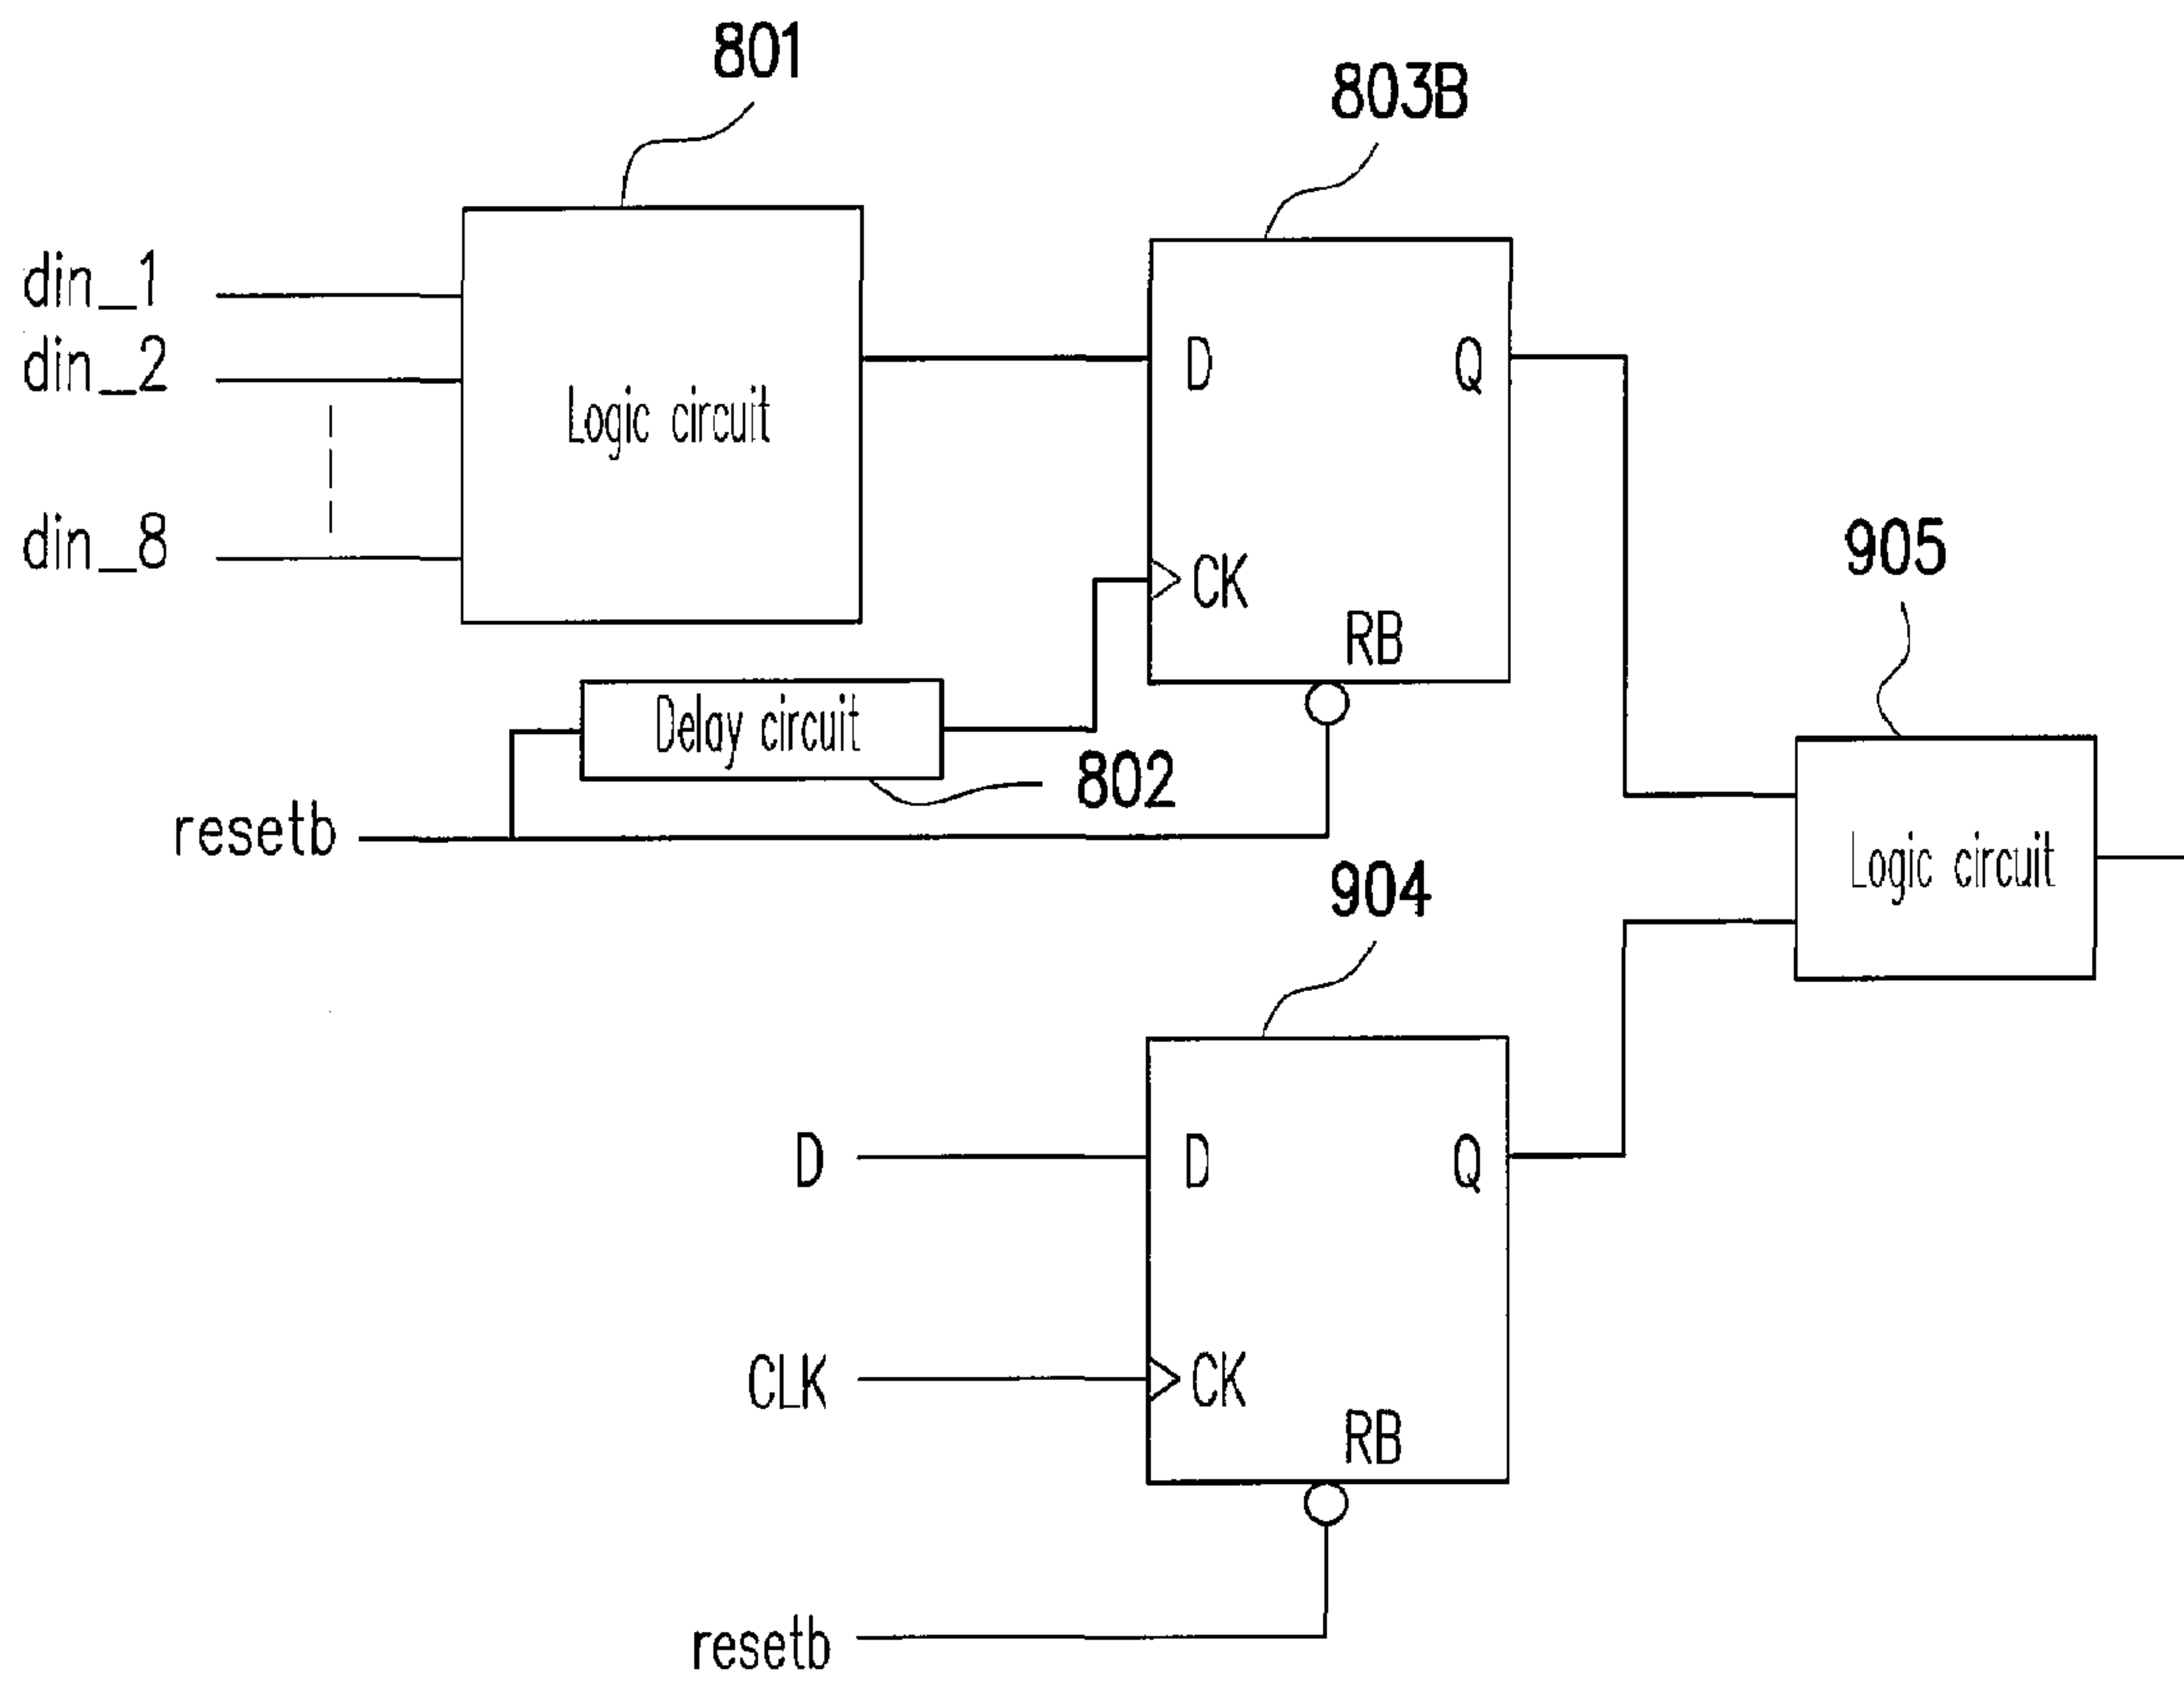 801
803B
din_1
din_2
din_8
Logic circuit
D
Q
CK
RB
905
Delay circuit
802
resetb
Logic circuit
904
D
D
Q
CLK
CK
RB
resetb